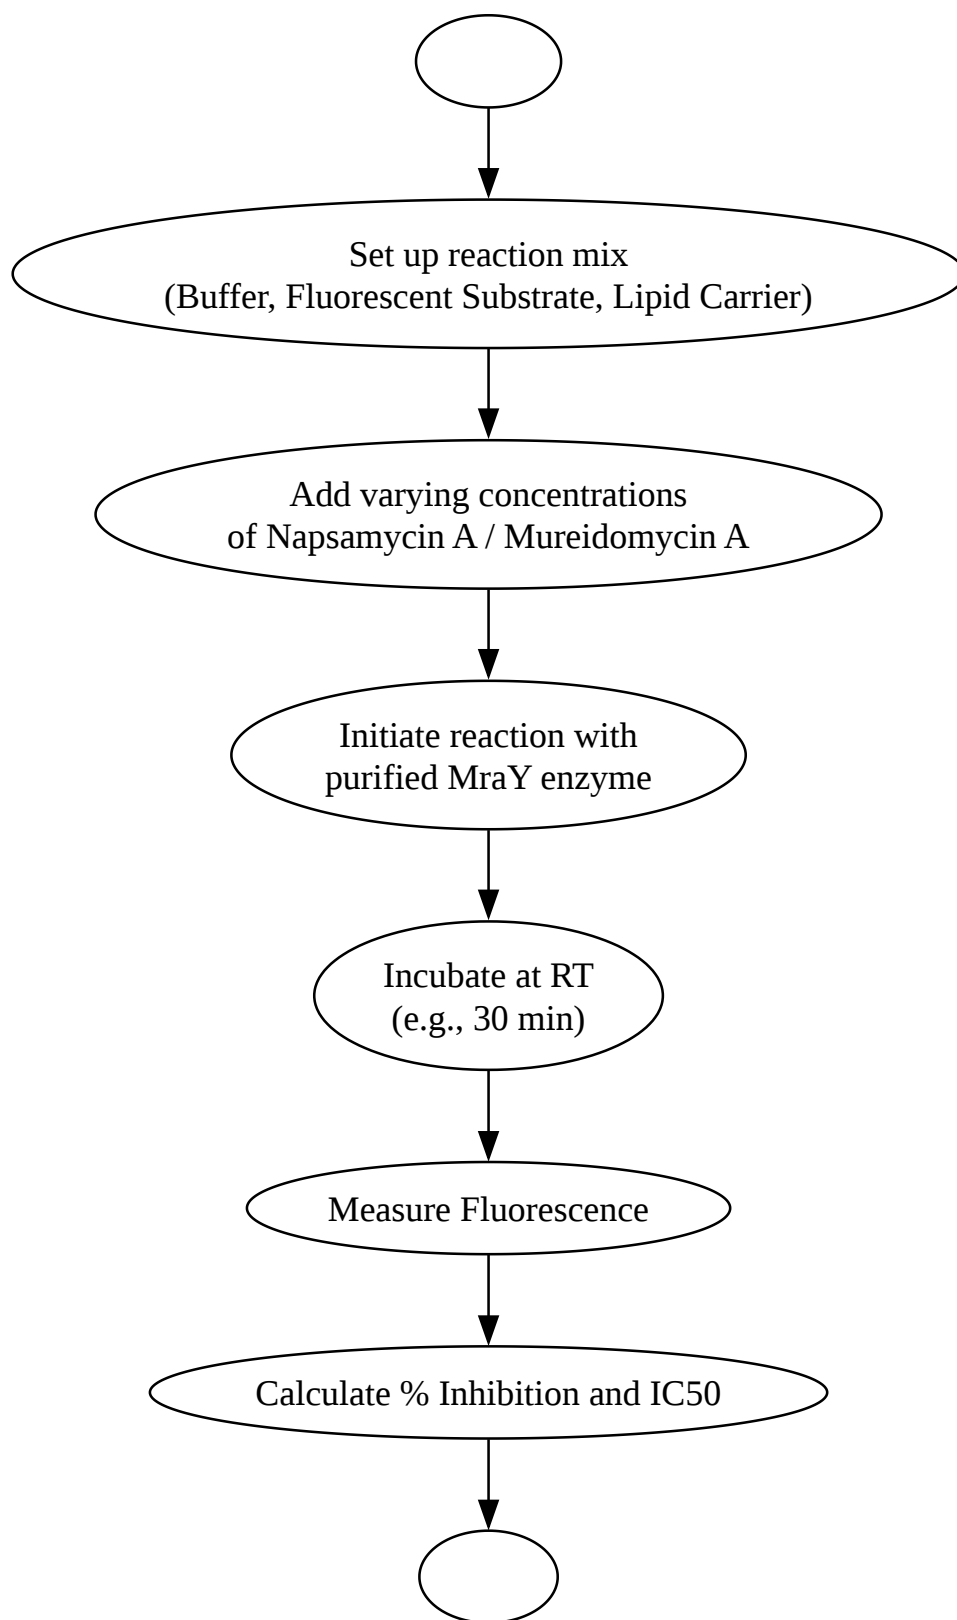 Set up reaction mix
(Buffer, Fluorescent Substrate, Lipid Carrier)
Add varying concentrations
of Napsamycin A / Mureidomycin A
Initiate reaction with
purified MraY enzyme
Incubate at RT
(e.g., 30 min)
Measure Fluorescence
Calculate % Inhibition and IC50